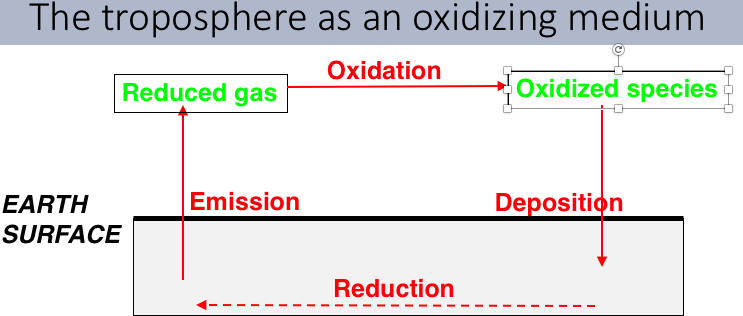 The troposphere as an oxidizing medium
Oxidation
Reduced gas
Oxidized species
EARTH
SURFACE
Emission
Deposition
Reduction